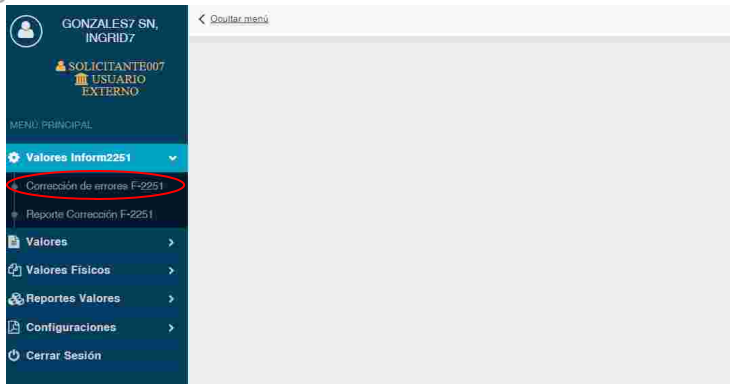 GONZALES7 SN,
INGRID7
SOLICITANTE007
USUARIO
EXTERNO
MENÚ PRINCIPAL
Valores Inform2251
Corrección de errores F-2251
Reporte Corrección F-2251
Valores
Valores Físicos
Reportes Valores
Configuraciones
Cerrar Sesión
Ocultar menú